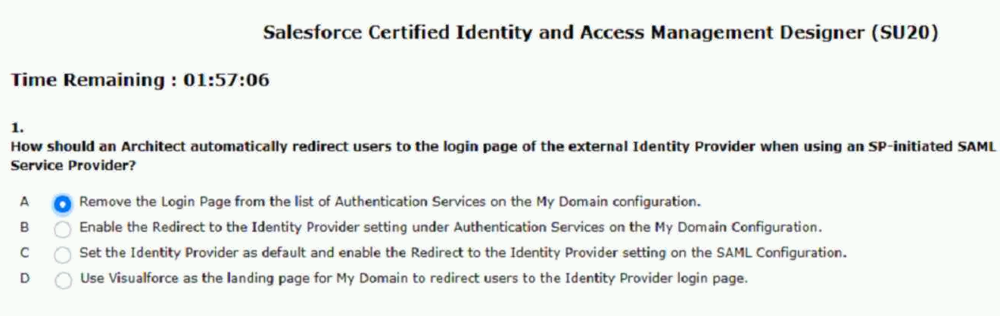 Salesforce Certified Identity and Access Management Designer (SU20)
Time Remaining : 01:57:06
1.
How should an Architect automatically redirect users to the login page of the external Identity Provider when using an SP-initiated SAML
Service Provider?
A Remove the Login Page from the list of Authentication Services on the My Domain configuration.
B Enable the Redirect to the Identity Provider setting under Authentication Services on the My Domain Configuration.
C Set the Identity Provider as default and enable the Redirect to the Identity Provider setting on the SAML Configuration.
D Use Visualforce as the landing page for My Domain to redirect users to the Identity Provider login page.